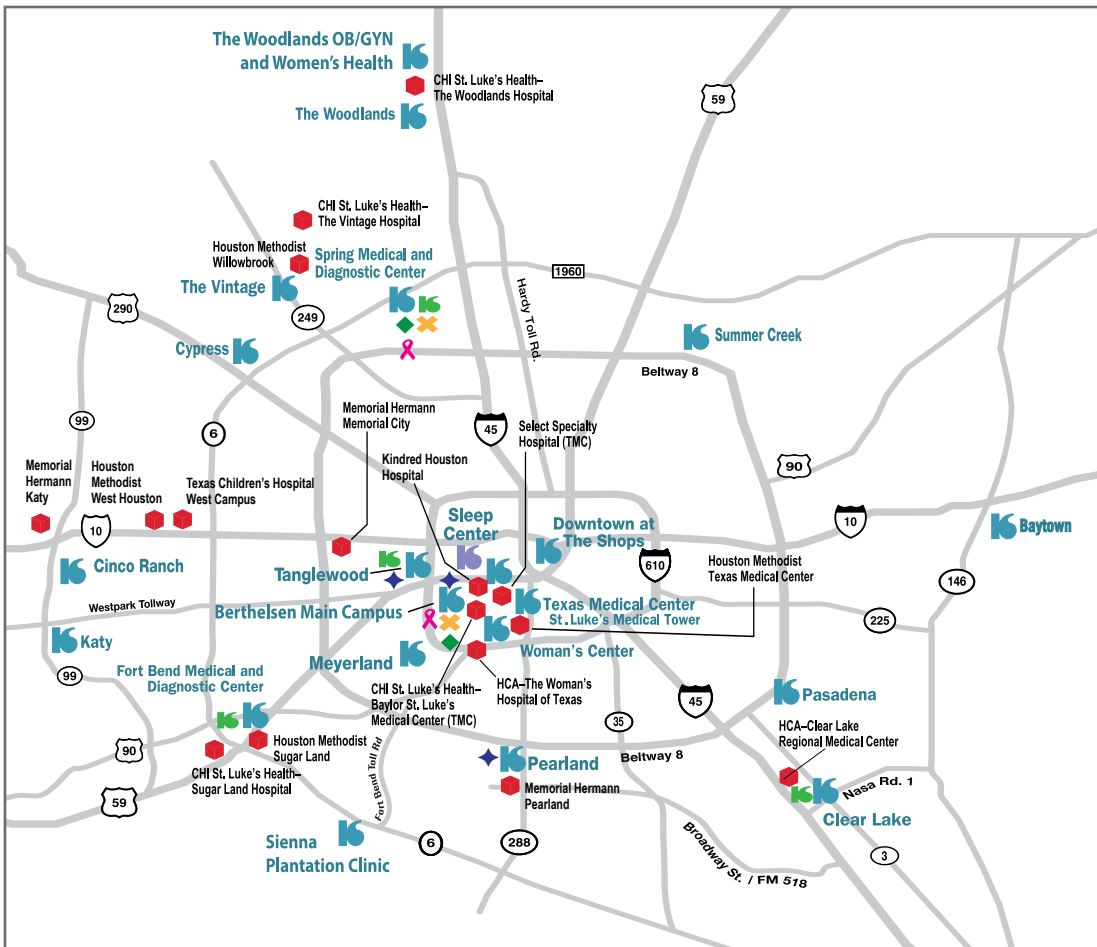 The Woodlands OB/GYN
and Women's Health
CHI St. Luke's Health–
The Woodlands Hospital
The Woodlands
59
CHI St. Luke's Health–
The Vintage Hospital
Houston Methodist
Willowbrook
Spring Medical and
Diagnostic Center
1960
The Vintage
290
249
Hardy Toll Rd.
Cypress
Summer Creek
Beltway 8
99
6
45
Memorial Hermann
Memorial City
Select Specialty
Hospital (TMC)
Kindred Houston
Hospital
90
Memorial
Hermann
Katy
Houston
Methodist
West Houston
Texas Children's Hospital
West Campus
10
10
Sleep
Center
Downtown at
The Shops
Baytown
610
Houston Methodist
Texas Medical Center
Cinco Ranch
Tanglewood
146
Westpark Tollway
Berthelsen Main Campus
Texas Medical Center
St. Luke's Medical Tower
225
Katy
Meyerland
Woman's Center
99
Fort Bend Medical and
Diagnostic Center
CHI St. Luke's Health–
Baylor St. Luke's
Medical Center (TMC)
HCA–The Woman's
Hospital of Texas
45
Pasadena
35
HCA–Clear Lake
Regional Medical Center
90
Houston Methodist
Sugar Land
CHI St. Luke's Health–
Sugar Land Hospital
Fort Bend Toll Rd
Pearland
Beltway 8
Memorial Hermann
Pearland
Nasa Rd. 1
59
Clear Lake
Sienna
Plantation Clinic
6
288
Broadway St. / FM 518
3